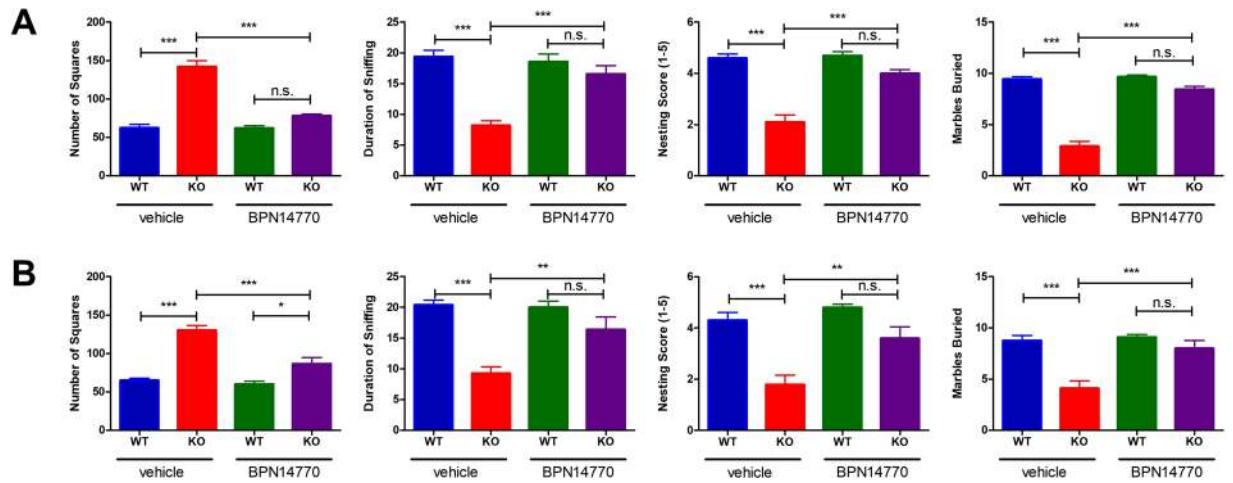 A
Number of Squares
200
150
100
50
0
***
***
n.s.
WT KO WT KO
vehicle BPN14770
Duration of Sniffing
25
20
15
10
5
0
***
***
n.s.
WT KO WT KO
vehicle BPN14770
Nesting Score (1-5)
6
4
2
0
***
***
n.s.
WT KO WT KO
vehicle BPN14770
Marbles Buried
15
10
5
0
***
***
n.s.
WT KO WT KO
vehicle BPN14770
B
Number of Squares
200
150
100
50
0
***
***
*
WT KO WT KO
vehicle BPN14770
Duration of Sniffing
25
20
15
10
5
0
**
***
n.s.
WT KO WT KO
vehicle BPN14770
Nesting Score (1-5)
6
4
2
0
**
***
n.s.
WT KO WT KO
vehicle BPN14770
Marbles Buried
15
10
5
0
***
***
n.s.
WT KO WT KO
vehicle BPN14770